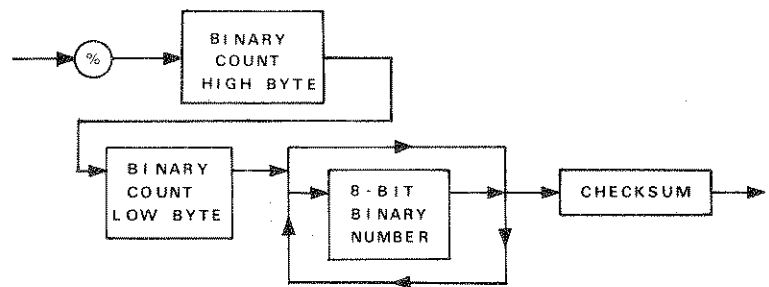 %
BINARY
COUNT
HIGH BYTE
BINARY
COUNT
LOW BYTE
8-BIT
BINARY
NUMBER
CHECKSUM